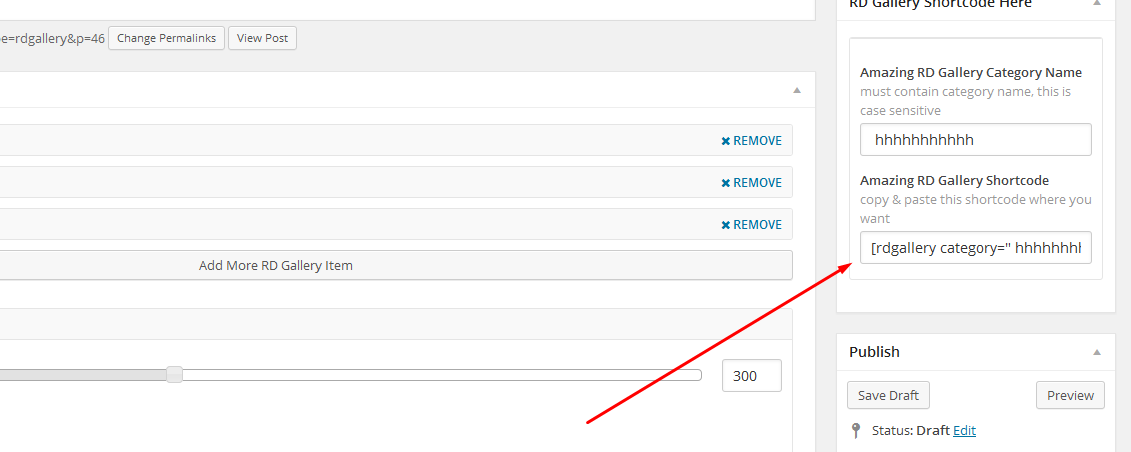 RD Gallery Shortcode Here
e=rdgallery&p=46 Change Permalinks View Post
Amazing RD Gallery Category Name
must contain category name, this is
case sensitive
hhhhhhhhhhh
✖ REMOVE
✖ REMOVE
✖ REMOVE
Amazing RD Gallery Shortcode
copy & paste this shortcode where you
want
[rdgallery category=" hhhhhhhh
Add More RD Gallery Item
300
Publish
Save Draft Preview
Status: Draft Edit